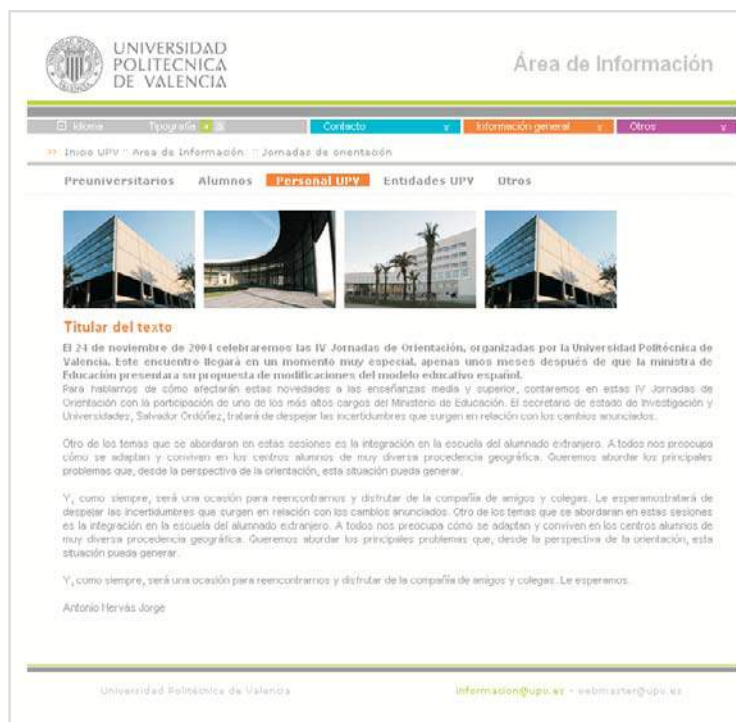 UNIVERSIDAD
POLITECNICA
DE VALENCIA
Área de Información
Idioma Tipografía Contacto Información general Otros
>> Inicio UPV :: Area de Información :: Jornadas de orientación
Preuniversitarios Alumnos Personal UPV Entidades UPV Otros
Titular del texto
El 24 de noviembre de 2004 celebraremos las IV Jornadas de Orientación, organizadas por la Universidad Politécnica de
Valencia. Este encuentro llegará en un momento muy especial, apenas unos meses después de que la ministra de
Educación presentara su propuesta de modificaciones del modelo educativo español.
Para hablarnos de cómo afectarán estas novedades a las enseñanzas media y superior, contaremos en estas IV Jornadas de
Orientación con la participación de uno de los más altos cargos del Ministerio de Educación. El secretario de estado de Investigación y
Universidades, Salvador Ordóñez, tratará de despejar las incertidumbres que surgen en relación con los cambios anunciados.
Otro de los temas que se abordaran en estas sesiones es la integración en la escuela del alumnado extranjero. A todos nos preocupa
cómo se adaptan y conviven en los centros alumnos de muy diversa procedencia geográfica. Queremos abordar los principales
problemas que, desde la perspectiva de la orientación, esta situación pueda generar.
Y, como siempre, será una ocasión para reencontrarnos y disfrutar de la compañía de amigos y colegas. Le esperamostratará de
despejar las incertidumbres que surgen en relación con los cambios anunciados. Otro de los temas que se abordaran en estas sesiones
es la integración en la escuela del alumnado extranjero. A todos nos preocupa cómo se adaptan y conviven en los centros alumnos de
muy diversa procedencia geográfica. Queremos abordar los principales problemas que, desde la perspectiva de la orientación, esta
situación pueda generar.
Y, como siempre, será una ocasión para reencontrarnos y disfrutar de la compañía de amigos y colegas. Le esperamos.
Antonio Hervás Jorge
Universidad Politécnica de Valencia informacion@upv.es - webmaster@upv.es